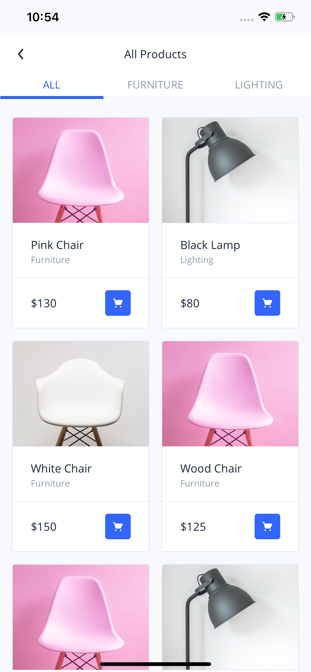 10:54
All Products
ALL FURNITURE LIGHTING
Pink Chair
Furniture
$130
Black Lamp
Lighting
$80
White Chair
Furniture
$150
Wood Chair
Furniture
$125